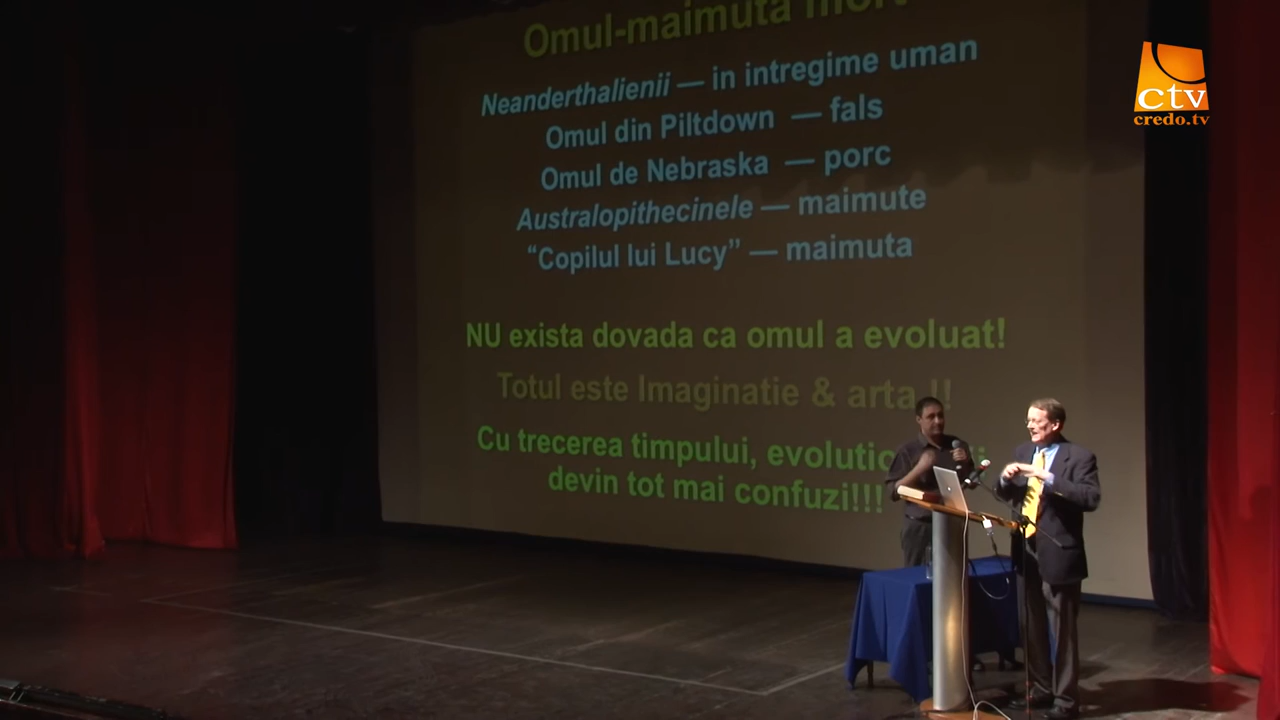 Omul-maimuta mort
Neanderthalienii — in intregime uman
Omul din Piltdown — fals
Omul de Nebraska — porc
Australopithecinele — maimute
“Copilul lui Lucy” — maimuta
NU exista dovada ca omul a evoluat!
Totul este Imaginatie & arta !!
Cu trecerea timpului,
devin tot mai confuzi!!!
ctv
credo.tv